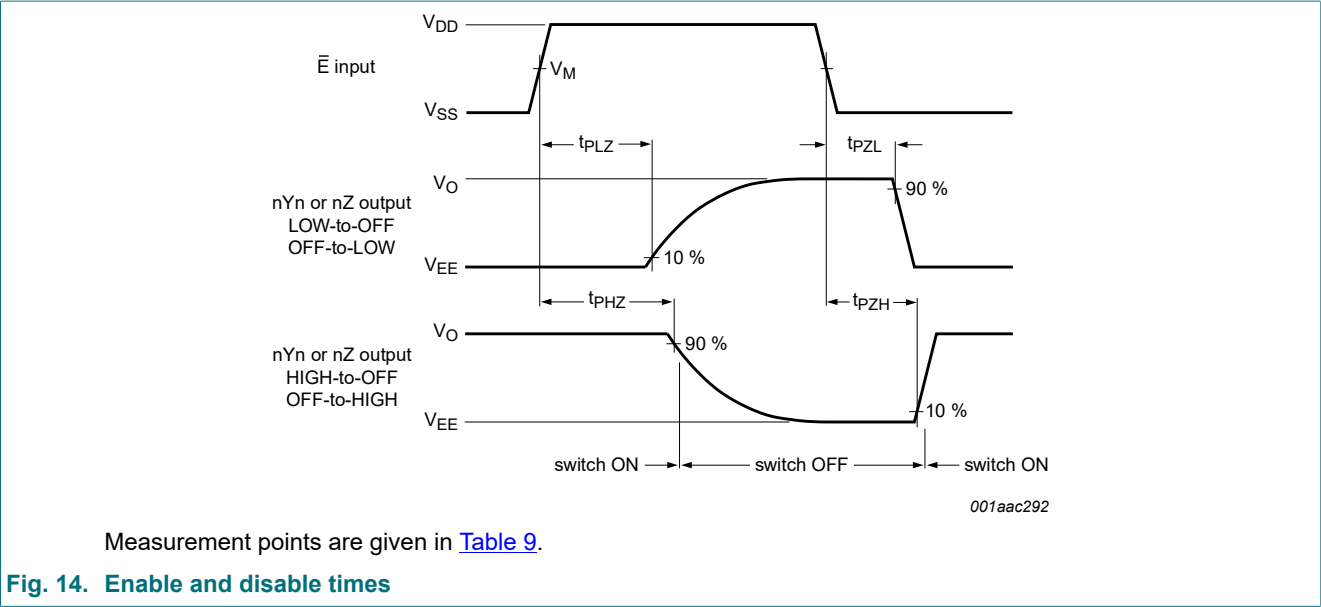 VDD
E̅ input
VM
VSS
tPLZ
tPZL
VO
90 %
nYn or nZ output
LOW-to-OFF
OFF-to-LOW
10 %
VEE
tPHZ
tPZH
VO
90 %
nYn or nZ output
HIGH-to-OFF
OFF-to-HIGH
10 %
VEE
switch ON
switch OFF
switch ON
001aac292
Measurement points are given in Table 9.
Fig. 14. Enable and disable times